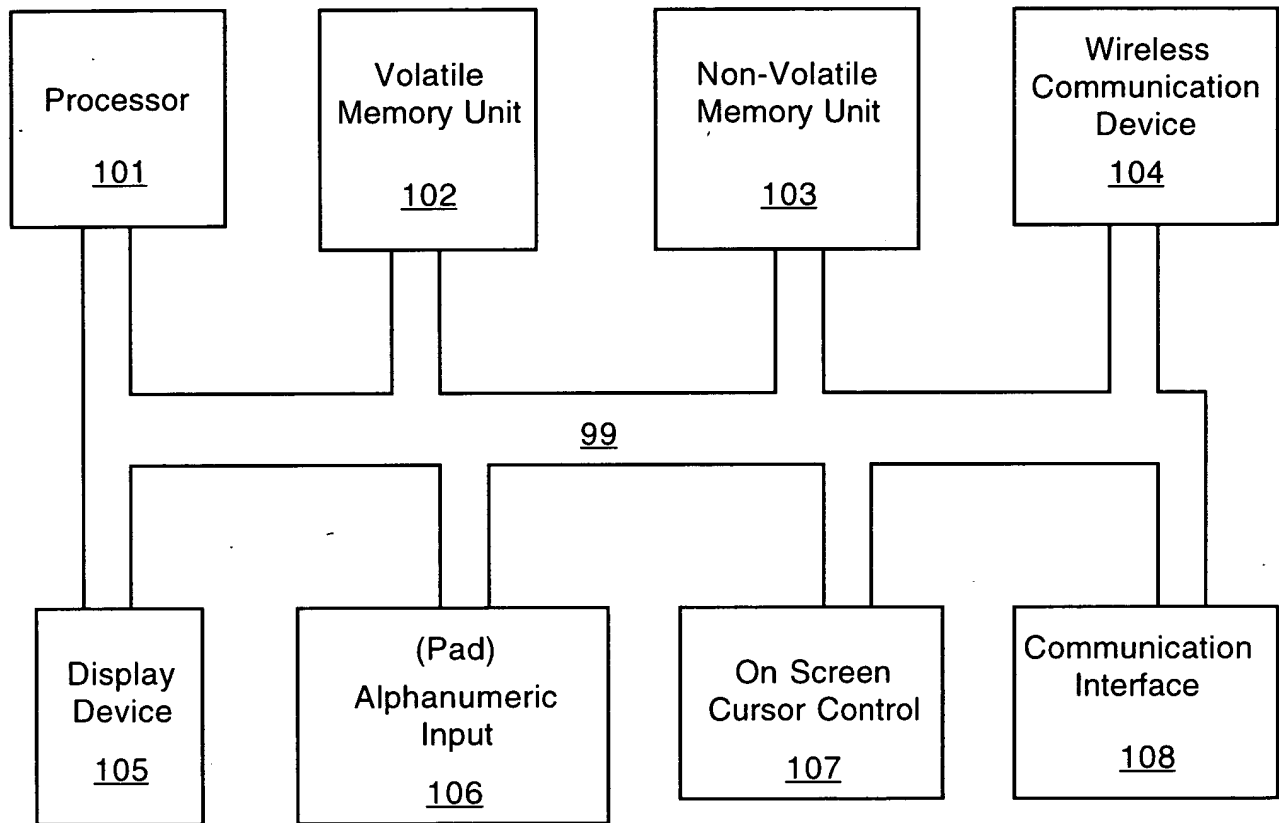 Processor
101
Volatile
Memory Unit
102
Non-Volatile
Memory Unit
103
Wireless
Communication
Device
104
99
Display
Device
105
(Pad)
Alphanumeric
Input
106
On Screen
Cursor Control
107
Communication
Interface
108